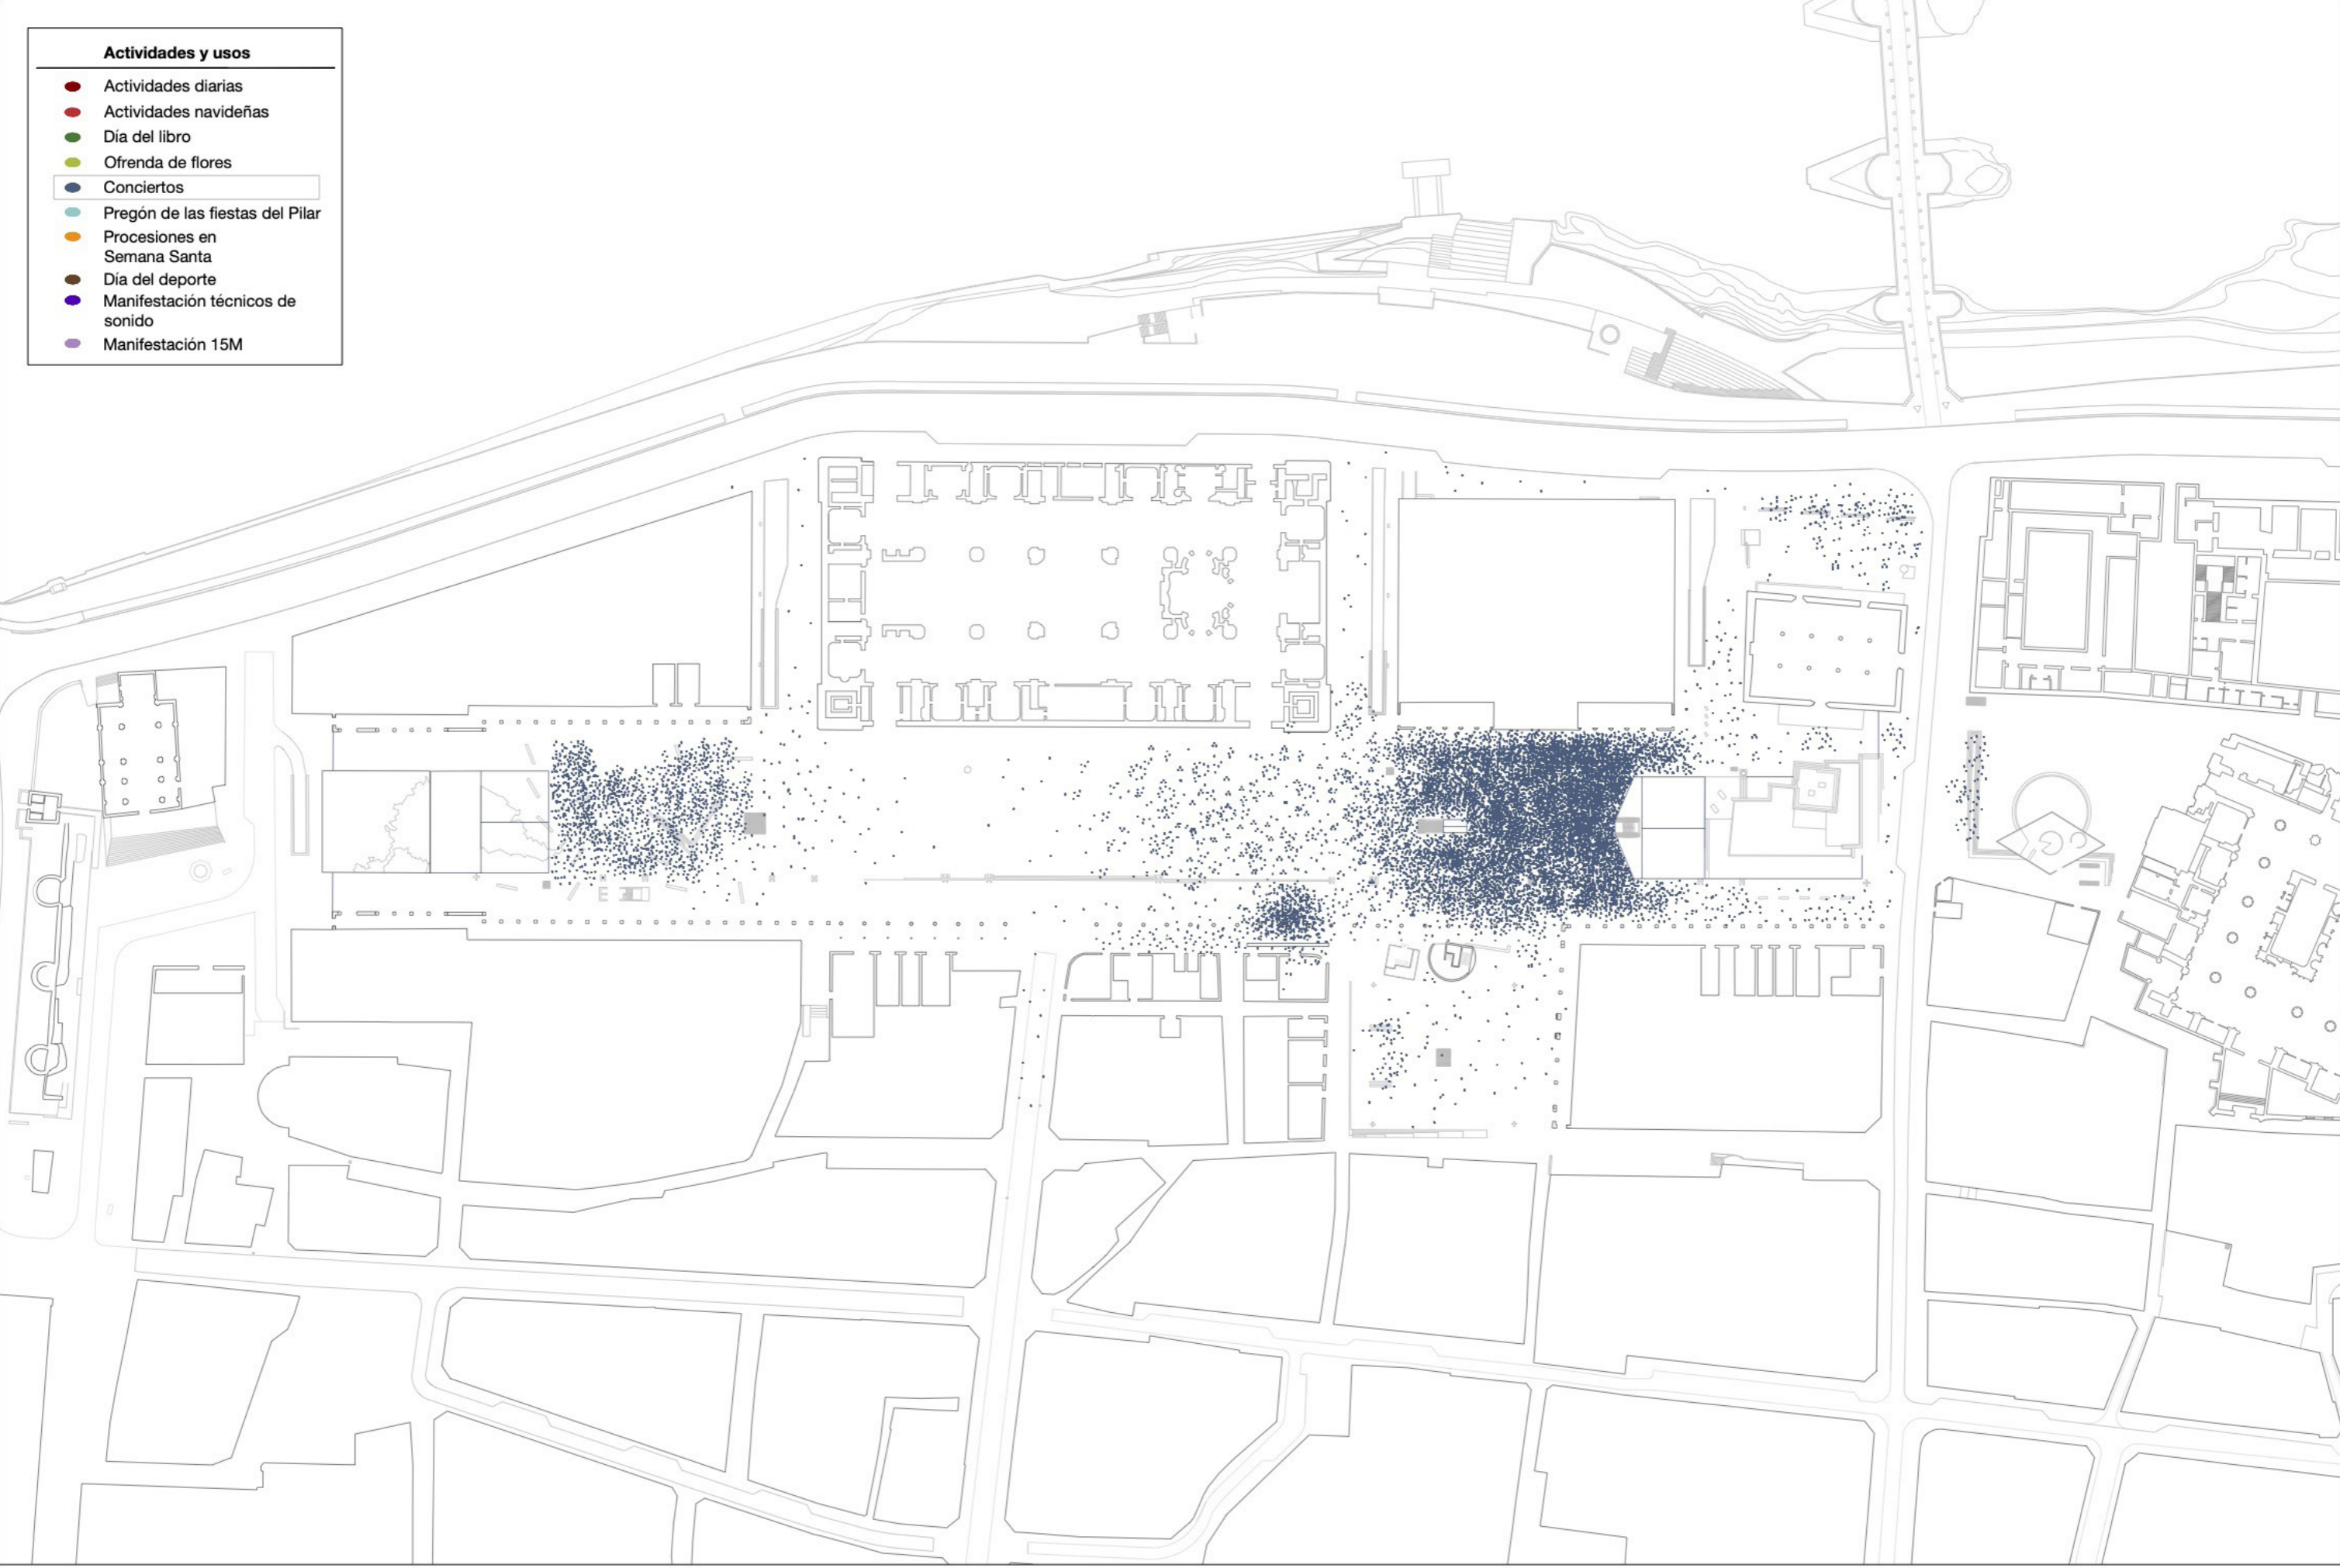 Actividades y usos
Actividades diarias
Actividades navideñas
Día del libro
Ofrenda de flores
Conciertos
Pregón de las fiestas del Pilar
Procesiones en
Semana Santa
Día del deporte
Manifestación técnicos de
sonido
Manifestación 15M